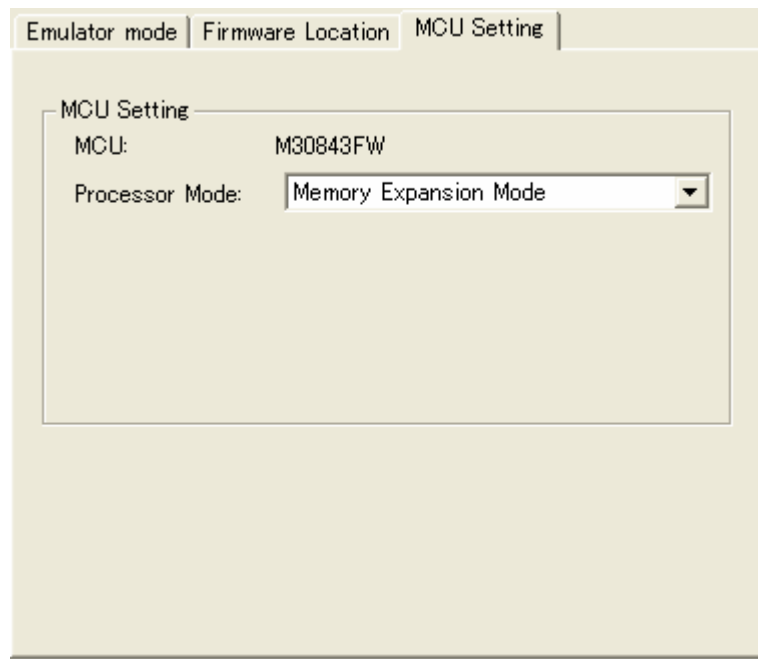 Emulator mode Firmware Location MCU Setting
MCU Setting
MCU: M30843FW
Processor Mode: Memory Expansion Mode